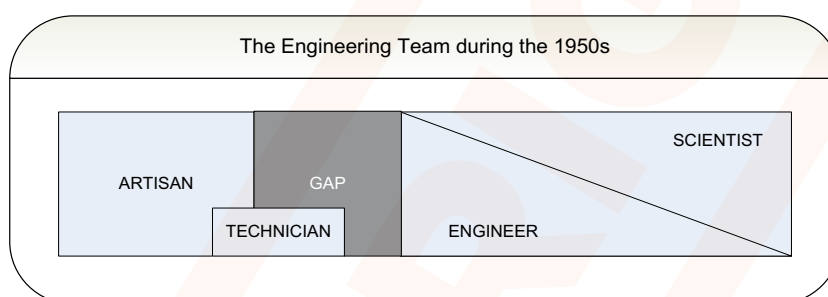 The Engineering Team during the 1950s
SCIENTIST
ARTISAN
GAP
TECHNICIAN
ENGINEER